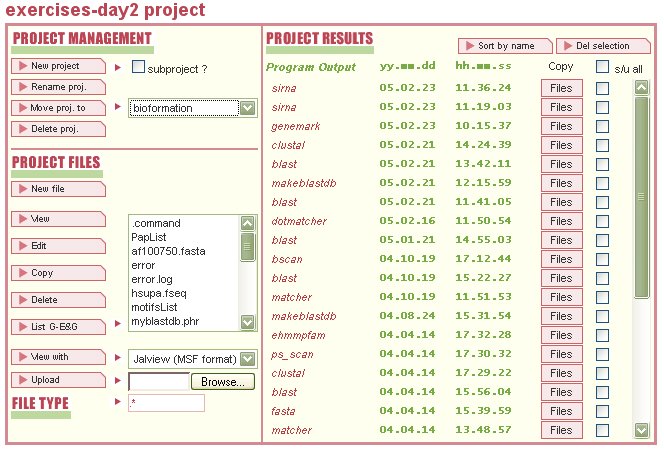 exercises-day2 project
PROJECT MANAGEMENT
New project
subproject ?
Rename proj.
Move proj. to
bioformation
Delete proj.
PROJECT FILES
New file
View
Edit
Copy
Delete
List G-E&G
.command
PapList
af100750.fasta
error
error.log
hsupa.fseq
motifsList
myblastdb.phr
View with
Jalview (MSF format)
Upload
Browse...
FILE TYPE
.*
PROJECT RESULTS
Sort by name
Del selection
Program Output yy.mm.dd hh.mm.ss Copy s/u all
sirna 05.02.23 11.36.24 Files
sirna 05.02.23 11.19.03 Files
genemark 05.02.23 10.15.37 Files
clustal 05.02.21 14.24.39 Files
blast 05.02.21 13.42.11 Files
makeblastdb 05.02.21 12.15.59 Files
blast 05.02.21 11.41.05 Files
dotmatcher 05.02.16 11.50.54 Files
blast 05.01.21 14.55.03 Files
bscan 04.10.19 17.12.44 Files
blast 04.10.19 15.22.27 Files
matcher 04.10.19 11.51.53 Files
makeblastdb 04.08.24 15.31.54 Files
ehmmpfam 04.04.14 17.32.28 Files
ps_scan 04.04.14 17.30.32 Files
clustal 04.04.14 17.29.22 Files
blast 04.04.14 15.56.04 Files
fasta 04.04.14 15.39.59 Files
matcher 04.04.14 13.48.57 Files